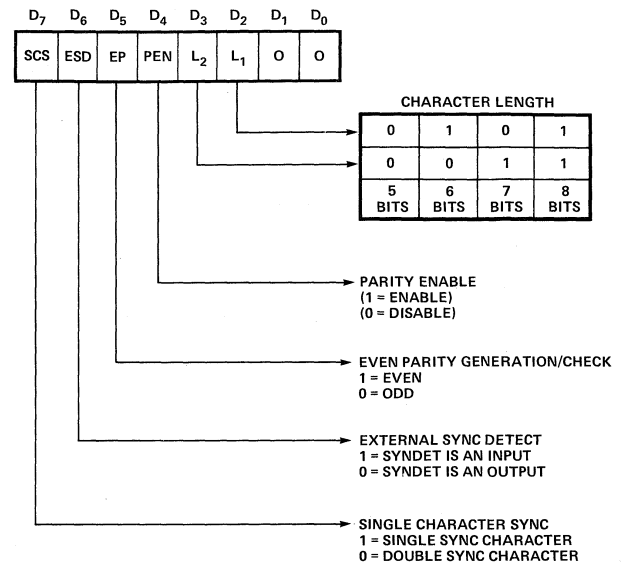 D7 D6 D5 D4 D3 D2 D1 D0
SCS ESD EP PEN L2 L1 O O
CHARACTER LENGTH
0 1 0 1
0 0 1 1
5 BITS 6 BITS 7 BITS 8 BITS
PARITY ENABLE
(1 = ENABLE)
(0 = DISABLE)
EVEN PARITY GENERATION/CHECK
1 = EVEN
0 = ODD
EXTERNAL SYNC DETECT
1 = SYNDET IS AN INPUT
0 = SYNDET IS AN OUTPUT
SINGLE CHARACTER SYNC
1 = SINGLE SYNC CHARACTER
0 = DOUBLE SYNC CHARACTER